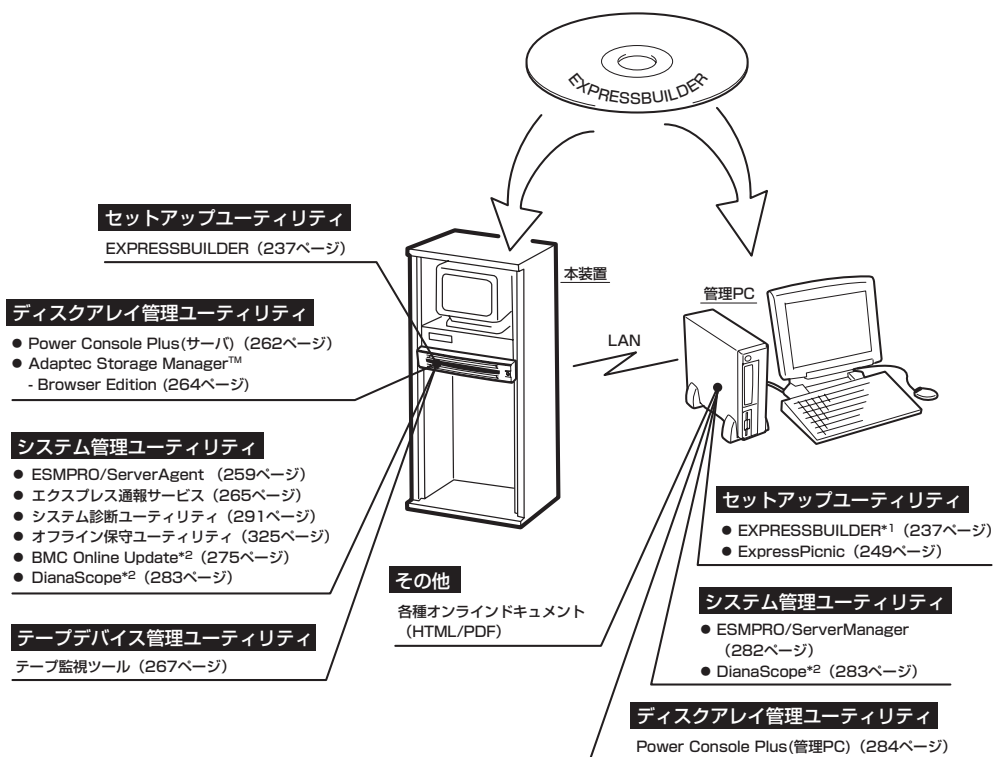 EXPRESSBUILDER
セットアップユーティリティ
EXPRESSBUILDER（237ページ）
ディスクアレイ管理ユーティリティ
● Power Console Plus(サーバ)（262ページ）
● Adaptec Storage Manager™
- Browser Edition（264ページ）
システム管理ユーティリティ
● ESMPRO/ServerAgent （259ページ）
● エクスプレス通報サービス（265ページ）
● システム診断ユーティリティ（291ページ）
● オフライン保守ユーティリティ（325ページ）
● BMC Online Update*2（275ページ）
● DianaScope*2（283ページ）
テープデバイス管理ユーティリティ
テープ監視ツール（267ページ）
本装置
LAN
管理PC
その他
各種オンラインドキュメント
（HTML/PDF）
セットアップユーティリティ
● EXPRESSBUILDER*1（237ページ）
● ExpressPicnic（249ページ）
システム管理ユーティリティ
● ESMPRO/ServerManager
（282ページ）
● DianaScope*2（283ページ）
ディスクアレイ管理ユーティリティ
Power Console Plus(管理PC)（284ページ）